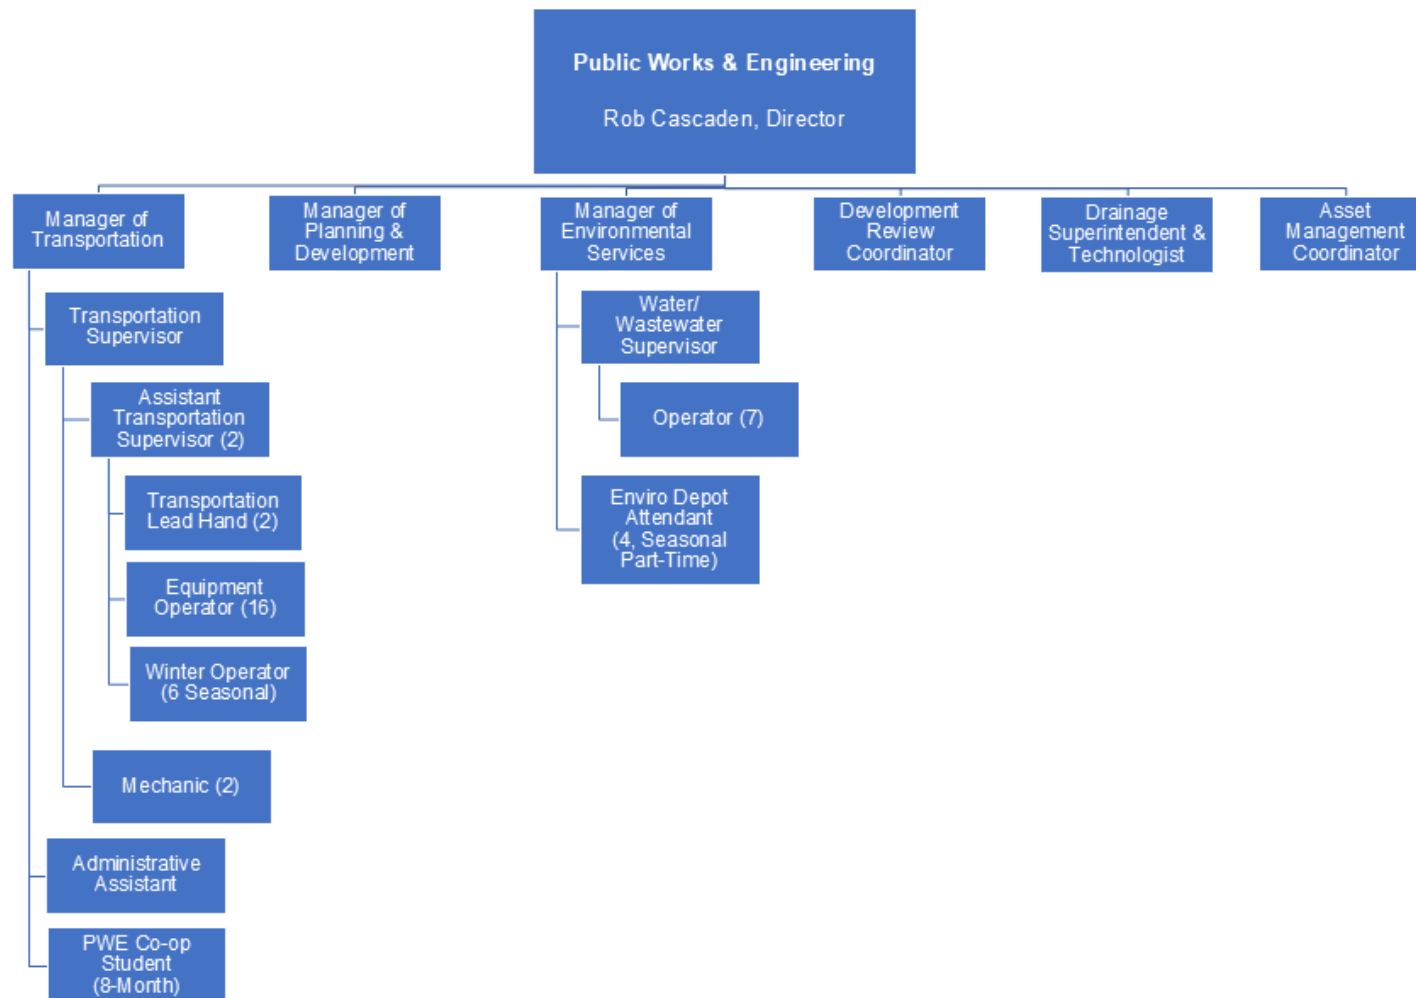 Public Works & Engineering
Rob Cascaden, Director
Manager of
Transportation
Manager of
Planning &
Development
Manager of
Environmental
Services
Development
Review
Coordinator
Drainage
Superintendent &
Technologist
Asset
Management
Coordinator
Transportation
Supervisor
Assistant
Transportation
Supervisor (2)
Transportation
Lead Hand (2)
Equipment
Operator (16)
Winter Operator
(6 Seasonal)
Mechanic (2)
Administrative
Assistant
PWE Co-op
Student
(8-Month)
Water/
Wastewater
Supervisor
Operator (7)
Enviro Depot
Attendant
(4, Seasonal
Part-Time)